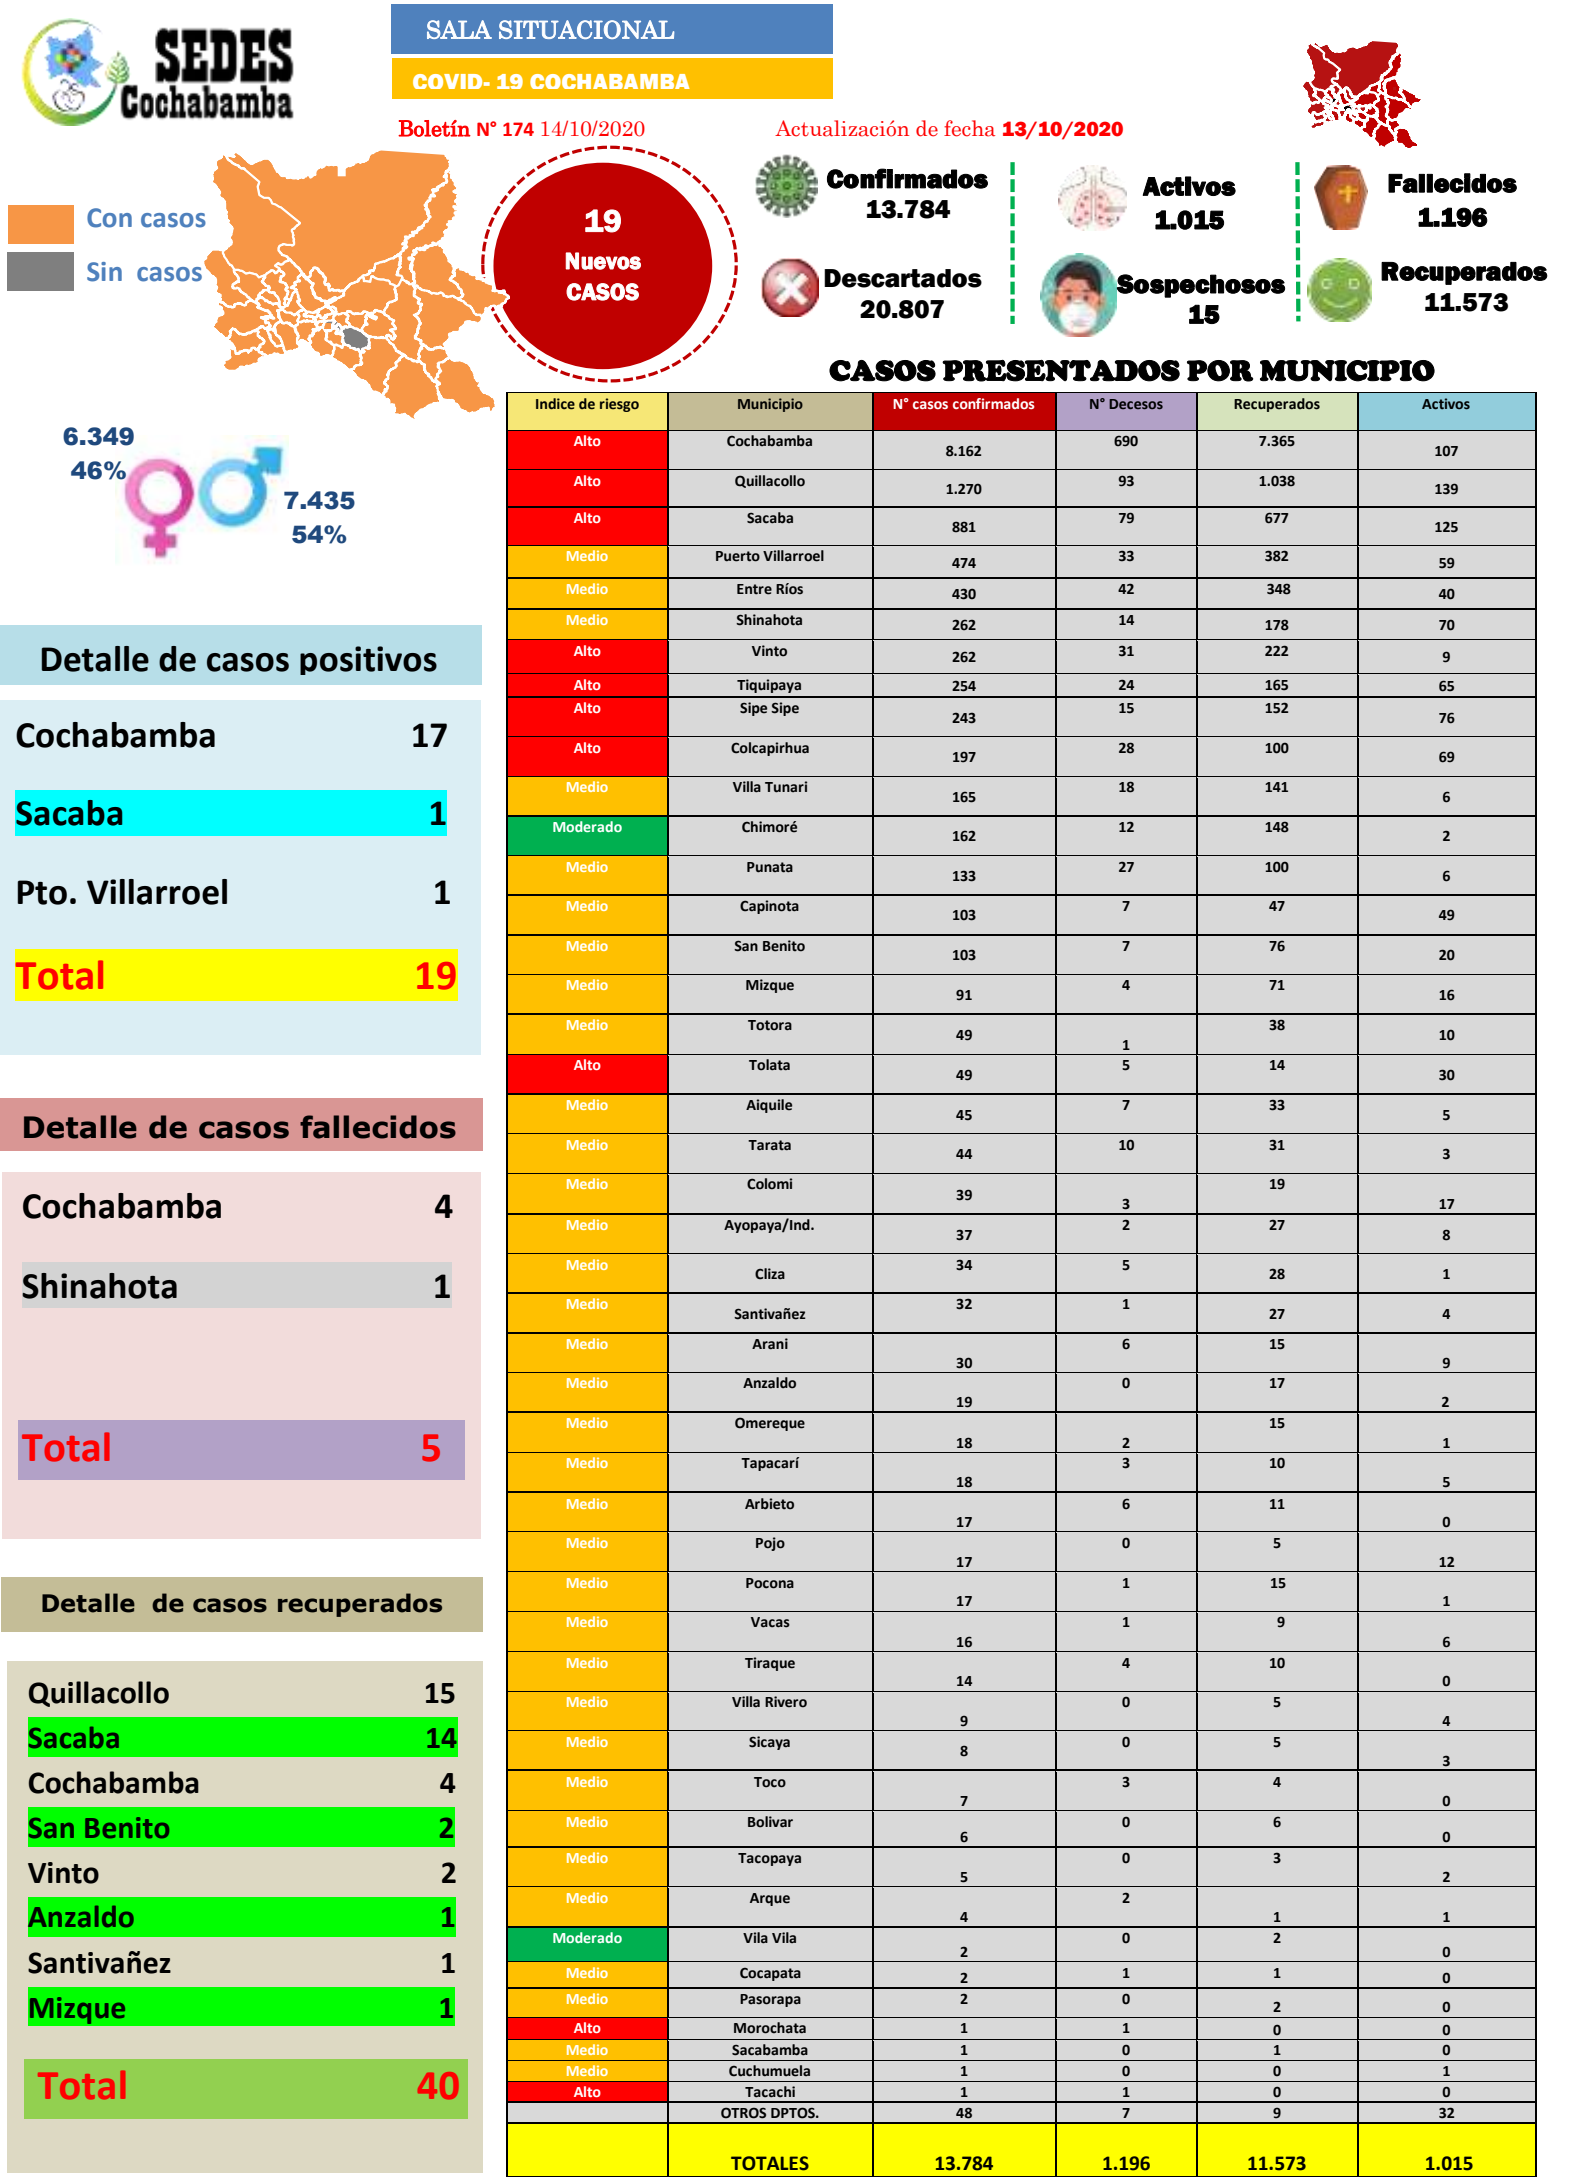 SEDES
Cochabamba
SALA SITUACIONAL
COVID- 19 COCHABAMBA
Boletín N° 174 14/10/2020
Actualización de fecha 13/10/2020
Con casos
Sin casos
19
Nuevos
CASOS
Confirmados
13.784
Activos
1.015
Fallecidos
1.196
Descartados
20.807
Sospechosos
15
Recuperados
11.573
6.349
46%
7.435
54%
Detalle de casos positivos
Cochabamba 17
Sacaba 1
Pto. Villarroel 1
Total 19
Detalle de casos fallecidos
Cochabamba 4
Shinahota 1
Total 5
Detalle de casos recuperados
Quillacollo 15
Sacaba 14
Cochabamba 4
San Benito 2
Vinto 2
Anzaldo 1
Santivañez 1
Mizque 1
Total 40
CASOS PRESENTADOS POR MUNICIPIO
Indice de riesgo Municipio N° casos confirmados N° Decesos Recuperados Activos
Alto Cochabamba 8.162 690 7.365 107
Alto Quillacollo 1.270 93 1.038 139
Alto Sacaba 881 79 677 125
Medio Puerto Villarroel 474 33 382 59
Medio Entre Ríos 430 42 348 40
Medio Shinahota 262 14 178 70
Alto Vinto 262 31 222 9
Alto Tiquipaya 254 24 165 65
Alto Sipe Sipe 243 15 152 76
Alto Colcapirhua 197 28 100 69
Medio Villa Tunari 165 18 141 6
Moderado Chimoré 162 12 148 2
Medio Punata 133 27 100 6
Medio Capinota 103 7 47 49
Medio San Benito 103 7 76 20
Medio Mizque 91 4 71 16
Medio Totora 49 1 38 10
Alto Tolata 49 5 14 30
Medio Aiquile 45 7 33 5
Medio Tarata 44 10 31 3
Medio Colomi 39 3 19 17
Medio Ayopaya/Ind. 37 2 27 8
Medio Cliza 34 5 28 1
Medio Santivañez 32 1 27 4
Medio Arani 30 6 15 9
Medio Anzaldo 19 0 17 2
Medio Omereque 18 2 15 1
Medio Tapacarí 18 3 10 5
Medio Arbieto 17 6 11 0
Medio Pojo 17 0 5 12
Medio Pocona 17 1 15 1
Medio Vacas 16 1 9 6
Medio Tiraque 14 4 10 0
Medio Villa Rivero 9 0 5 4
Medio Sicaya 8 0 5 3
Medio Toco 7 3 4 0
Medio Bolivar 6 0 6 0
Medio Tacopaya 5 0 3 2
Medio Arque 4 2 1 1
Moderado Vila Vila 2 0 2 0
Medio Cocapata 2 1 1 0
Medio Pasorapa 2 0 2 0
Alto Morochata 1 1 0 0
Medio Sacabamba 1 0 1 0
Medio Cuchumuela 1 0 0 1
Alto Tacachi 1 1 0 0
OTROS DPTOS. 48 7 9 32
TOTALES 13.784 1.196 11.573 1.015